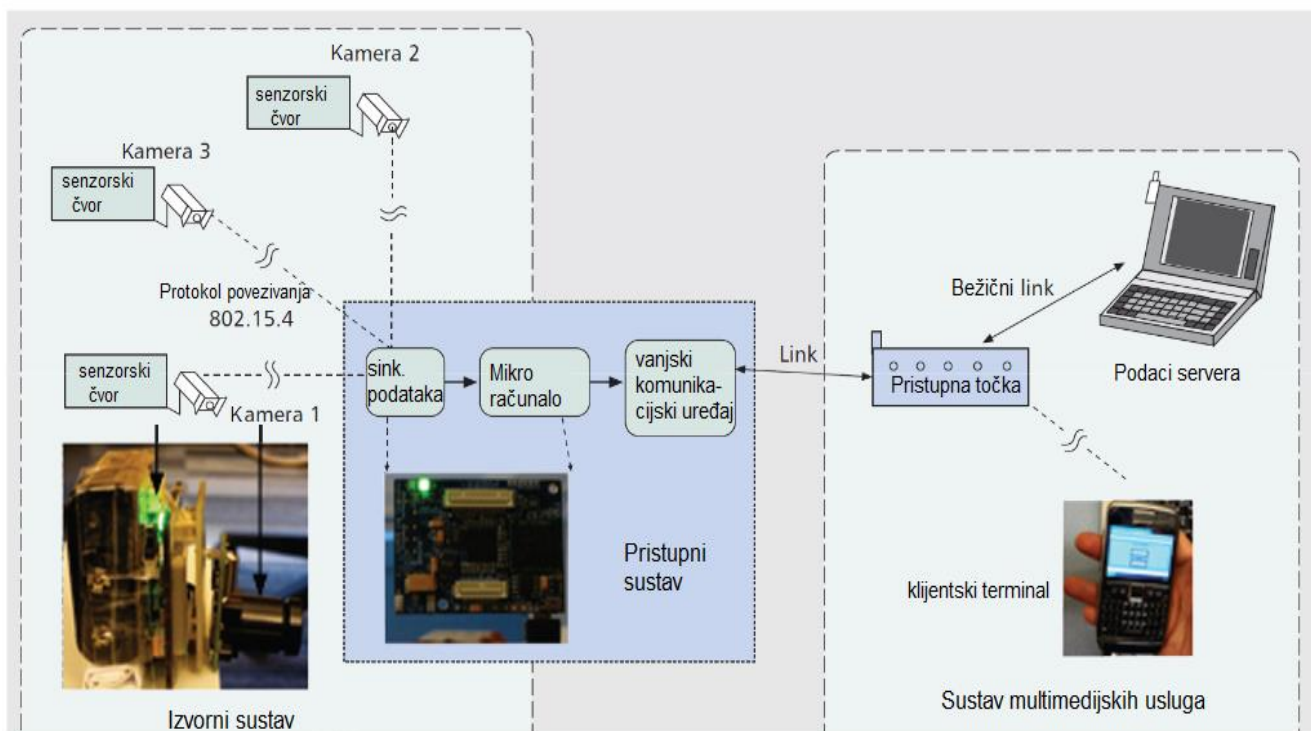 Kamera 2
senzorski
čvor
Kamera 3
senzorski
čvor
Protokol povezivanja
802.15.4
senzorski
čvor
Kamera 1
sink.
podataka
Mikro
računalo
vanjski
komunika-
cijski uređaj
Link
Pristupna točka
Bežični link
Podaci servera
Pristupni
sustav
klijentski terminal
Izvorni sustav
Sustav multimedijskih usluga